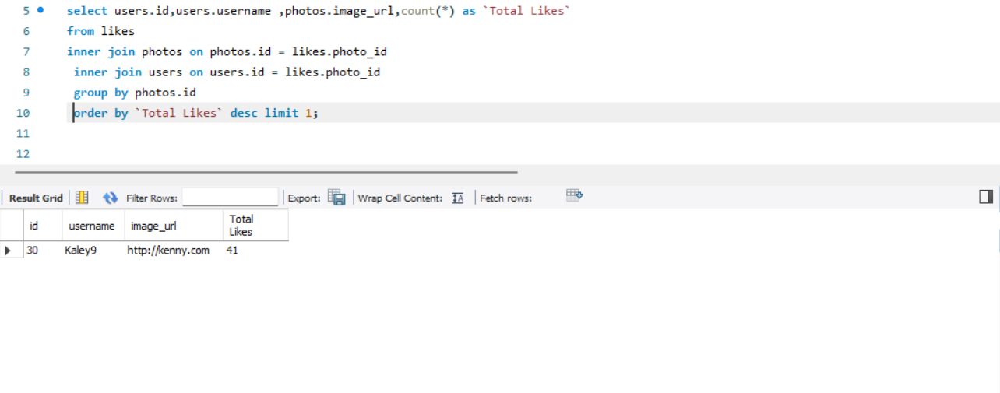 5 select users.id,users.username ,photos.image_url,count(*) as `Total Likes`
6 from likes
7 inner join photos on photos.id = likes.photo_id
8 inner join users on users.id = likes.photo_id
9 group by photos.id
10 order by `Total Likes` desc limit 1;
11
12
Result Grid Filter Rows: Export: Wrap Cell Content: IA Fetch rows:
id username image_url Total
Likes
30 Kaley9 http://kenny.com 41